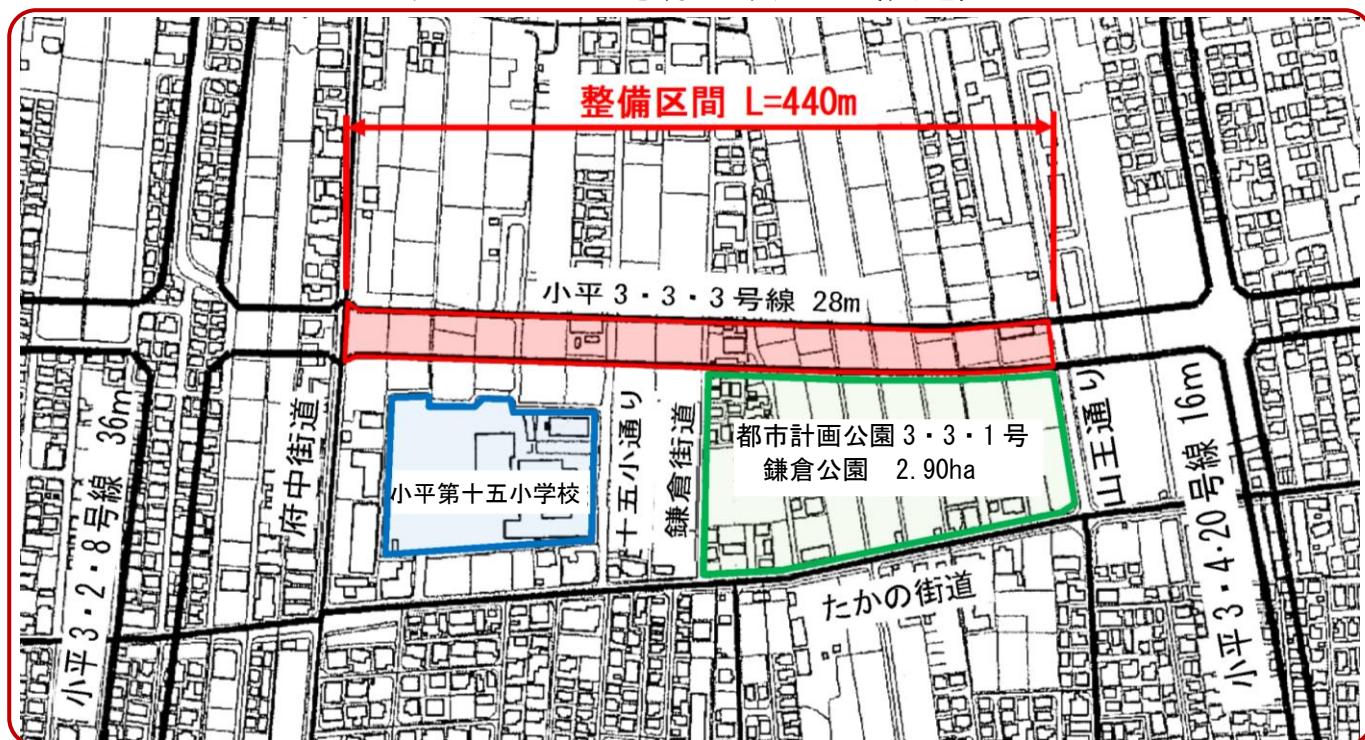 整備区間 L=440m
小平3・3・3号線 28m
小平3・2・8号線 36m
府中街道
小平第十五小学校
十五小通り
鎌倉街道
都市計画公園3・3・1号
鎌倉公園 2.90ha
山王通り
小平3・4・20号線 16m
たかの街道